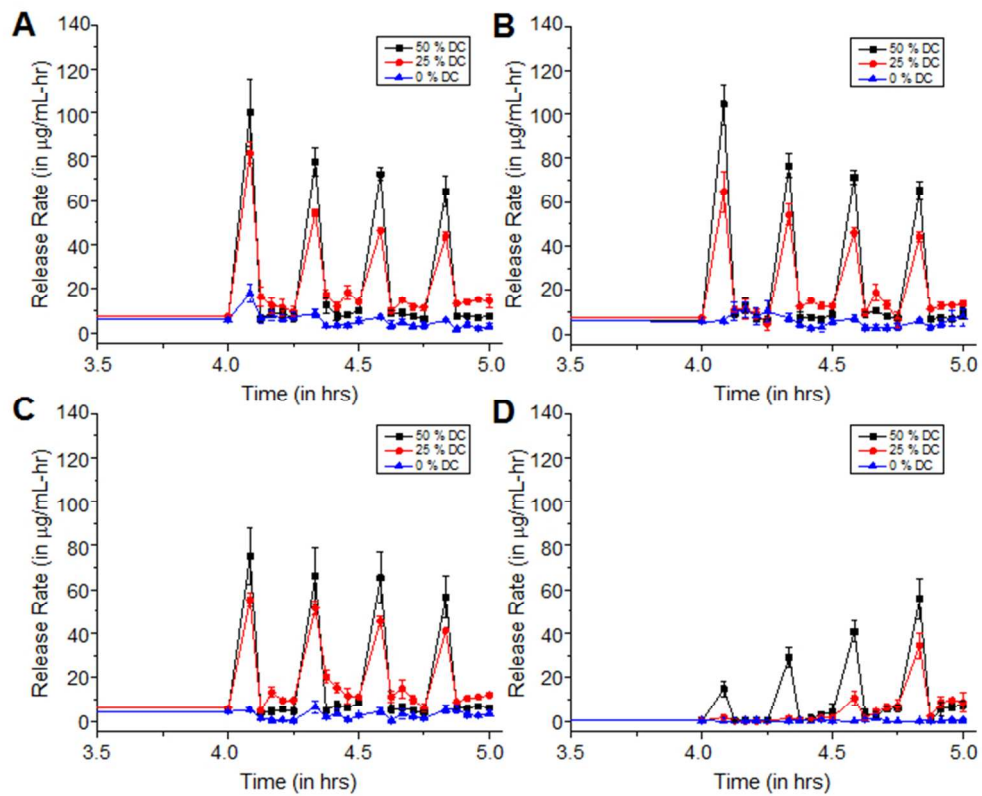 A
140
120
100
80
60
40
20
0
Release Rate (in µg/mL-hr)
50 % DC
25 % DC
0 % DC
3.5
4.0
4.5
5.0
Time (in hrs)
B
140
120
100
80
60
40
20
0
Release Rate (in µg/mL-hr)
50 % DC
25 % DC
0 % DC
3.5
4.0
4.5
5.0
Time (in hrs)
C
140
120
100
80
60
40
20
0
Release Rate (in µg/mL-hr)
50 % DC
25 % DC
0 % DC
3.5
4.0
4.5
5.0
Time (in hrs)
D
140
120
100
80
60
40
20
0
Release Rate (in µg/mL-hr)
50 % DC
25 % DC
0 % DC
3.5
4.0
4.5
5.0
Time (in hrs)